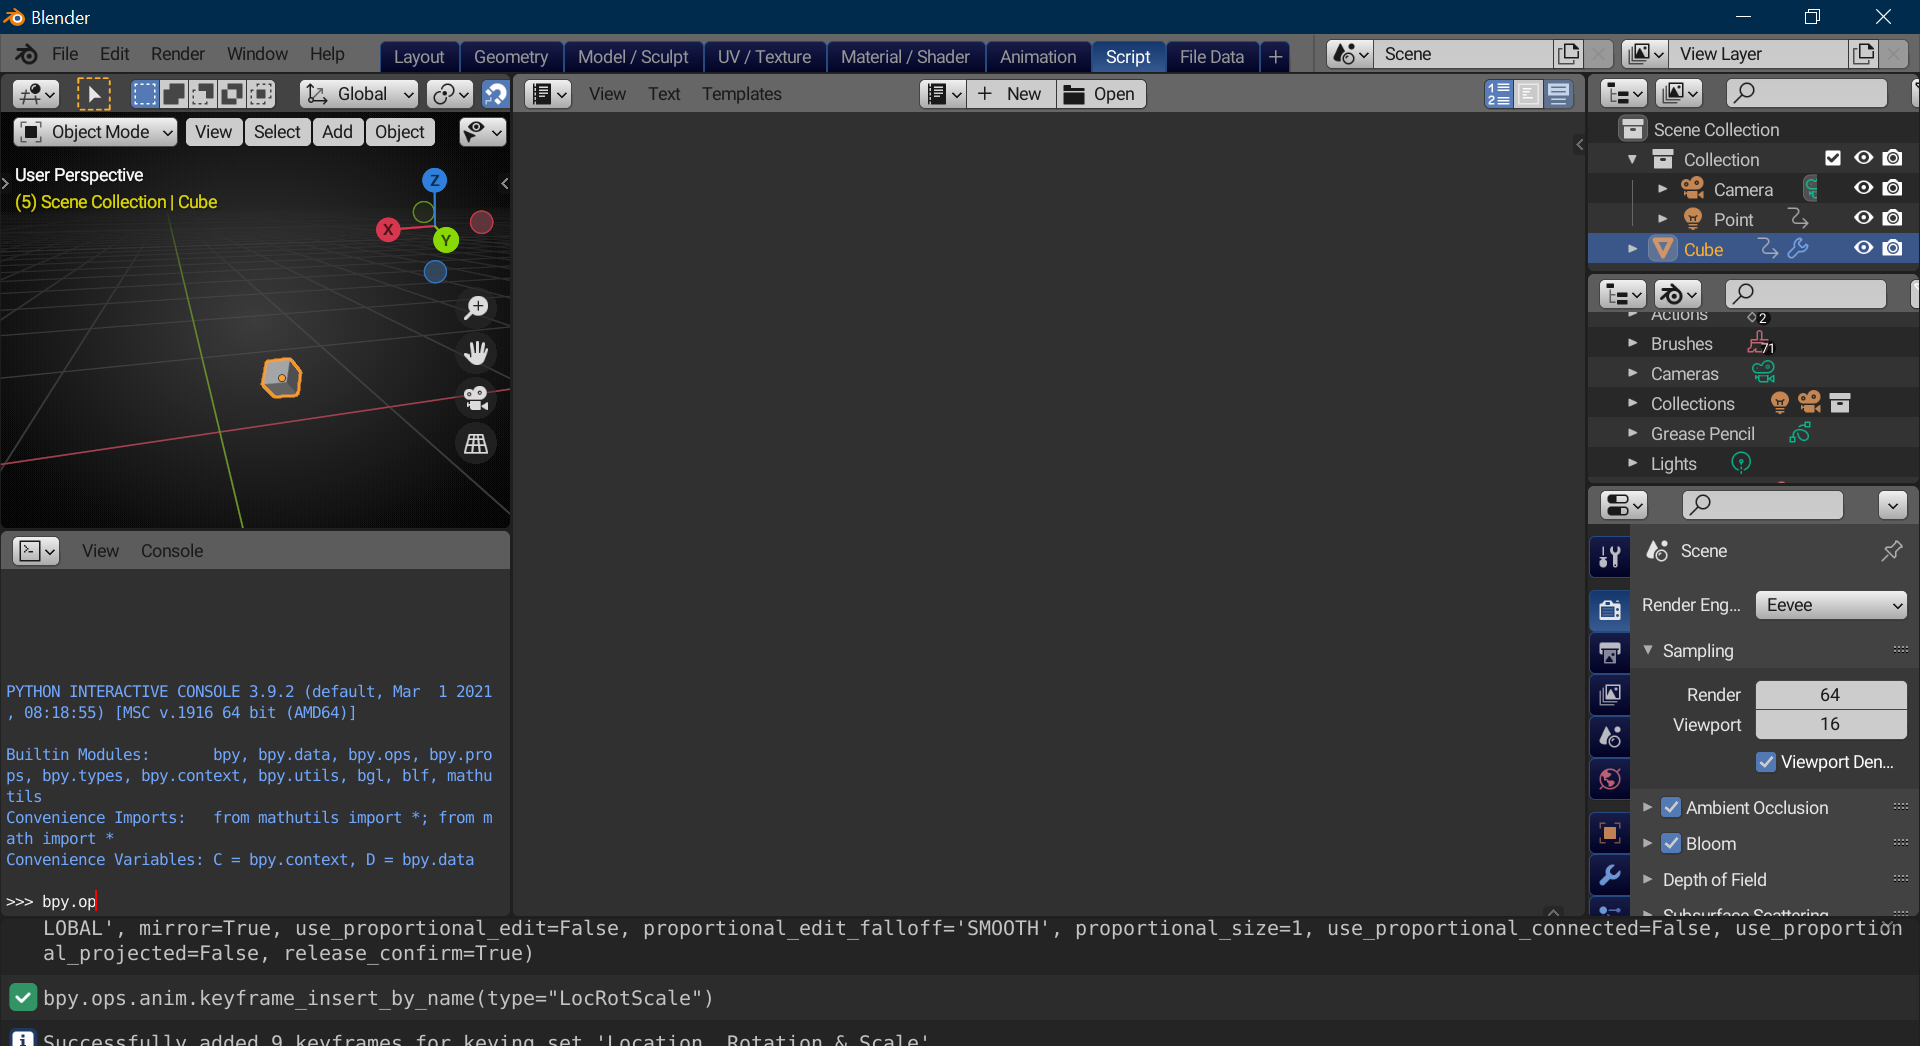 Blender
File Edit Render Window Help Layout Geometry Model / Sculpt UV / Texture Material / Shader Animation Script File Data + Scene View Layer
Global View Text Templates + New Open
Object Mode View Select Add Object
User Perspective
(5) Scene Collection | Cube
Z
X
Y
Scene Collection
Collection
Camera
Point
Cube
Actions 2
Brushes 71
Cameras
Collections
Grease Pencil
Lights
View Console
PYTHON INTERACTIVE CONSOLE 3.9.2 (default, Mar  1 2021
, 08:18:55) [MSC v.1916 64 bit (AMD64)]
Builtin Modules:       bpy, bpy.data, bpy.ops, bpy.pro
ps, bpy.types, bpy.context, bpy.utils, bgl, blf, mathu
tils
Convenience Imports:   from mathutils import *; from m
ath import *
Convenience Variables: C = bpy.context, D = bpy.data
>>> bpy.op
Scene
Render Eng... Eevee
Sampling
Render 64
Viewport 16
Viewport Den...
Ambient Occlusion
Bloom
Depth of Field
Subsurface Scattering
LOBAL', mirror=True, use_proportional_edit=False, proportional_edit_falloff='SMOOTH', proportional_size=1, use_proportional_connected=False, use_proportion
al_projected=False, release_confirm=True)
bpy.ops.anim.keyframe_insert_by_name(type="LocRotScale")
Successfully added 9 keyframes for keying set 'Location, Rotation & Scale'